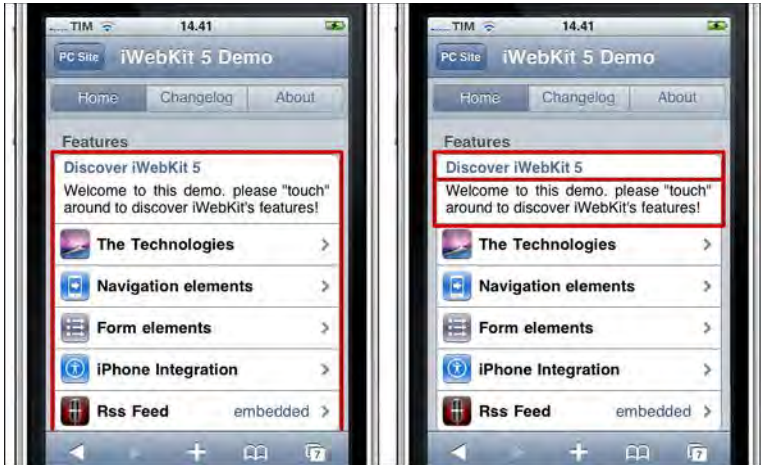 TIM 14.41
PC Site iWebKit 5 Demo
Home Changelog About
Features
Discover iWebKit 5
Welcome to this demo. please "touch"
around to discover iWebKit's features!
The Technologies
Navigation elements
Form elements
iPhone Integration
Rss Feed embedded
7
TIM 14.41
PC Site iWebKit 5 Demo
Home Changelog About
Features
Discover iWebKit 5
Welcome to this demo. please "touch"
around to discover iWebKit's features!
The Technologies
Navigation elements
Form elements
iPhone Integration
Rss Feed embedded
7